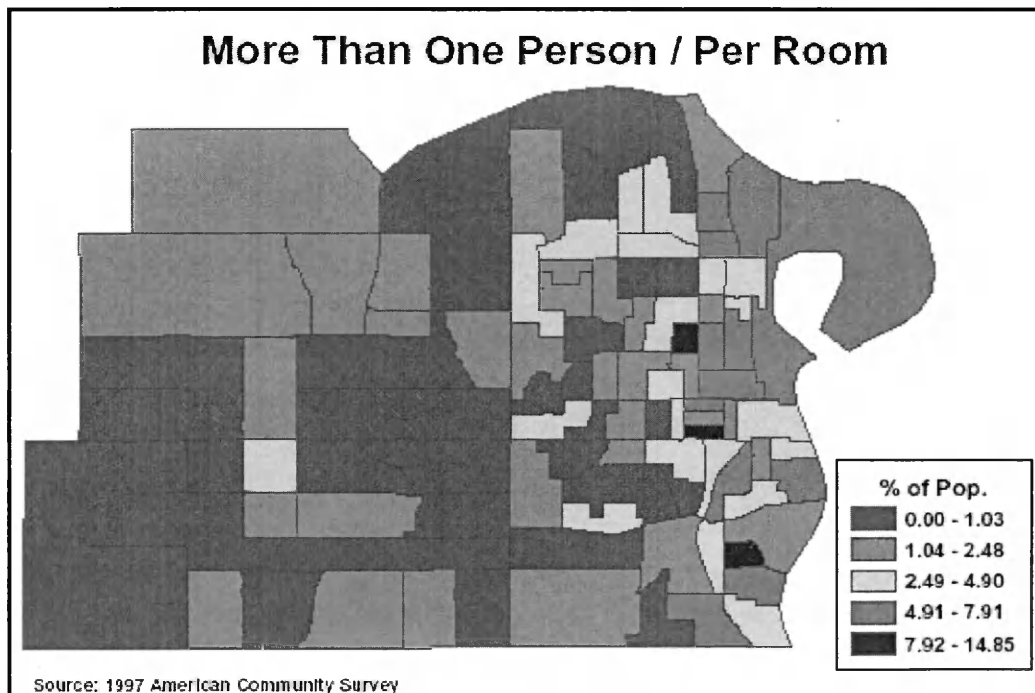 More Than One Person / Per Room
% of Pop.
0.00 - 1.03
1.04 - 2.48
2.49 - 4.90
4.91 - 7.91
7.92 - 14.85
Source: 1997 American Community Survey